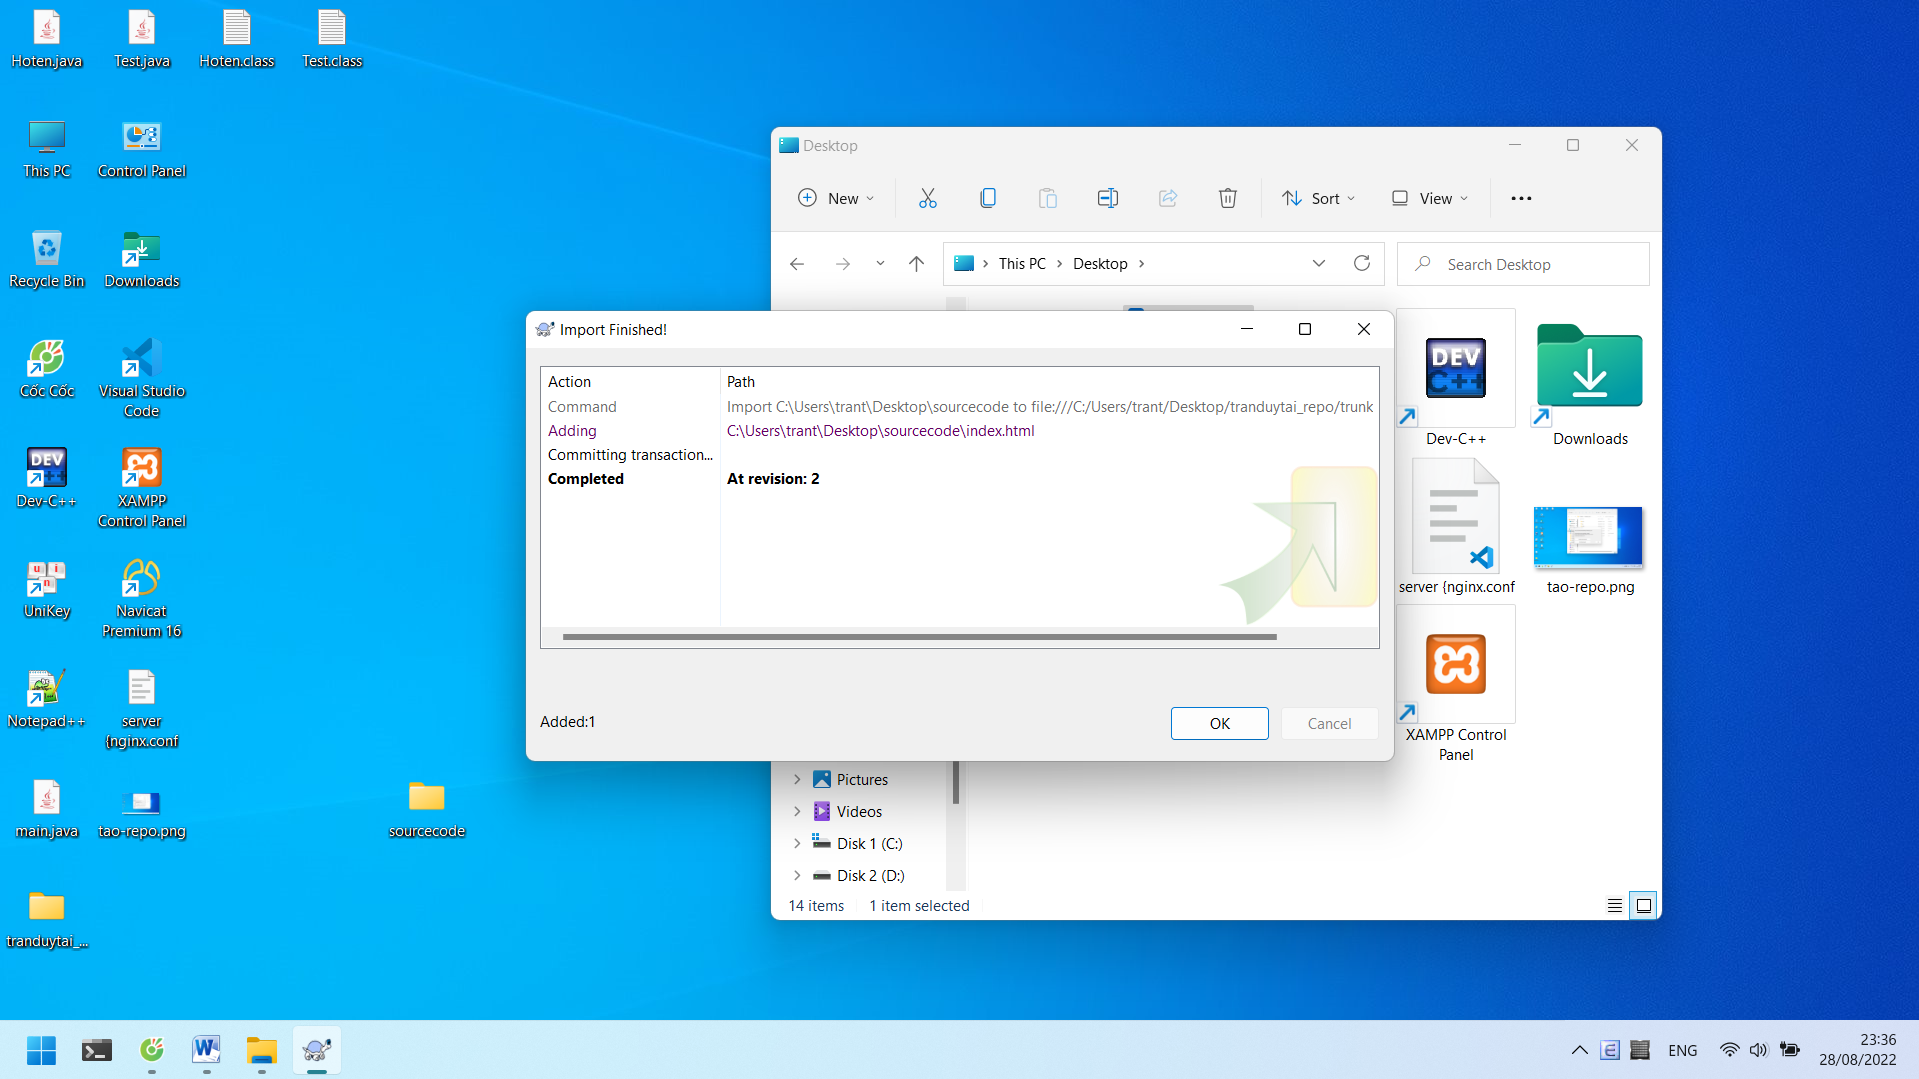 Hoten.java
Test.java
Hoten.class
Test.class
This PC
Control Panel
Recycle Bin
Downloads
Cốc Cốc
Visual Studio
Code
Dev-C++
XAMPP
Control Panel
UniKey
Navicat
Premium 16
Notepad++
server
{nginx.conf
main.java
tao-repo.png
sourcecode
tranduytai_...
Desktop
New
Sort
View
This PC
Desktop
Search Desktop
Import Finished!
Action
Path
Command
Import C:\Users\trant\Desktop\sourcecode to file:///C:/Users/trant/Desktop/tranduytai_repo/trunk
Adding
C:\Users\trant\Desktop\sourcecode\index.html
Committing transaction...
Completed
At revision: 2
Added:1
OK
Cancel
DEV
C++
Dev-C++
Downloads
server {nginx.conf
tao-repo.png
XAMPP Control
Panel
Pictures
Videos
Disk 1 (C:)
Disk 2 (D:)
14 items
1 item selected
ENG
23:36
28/08/2022